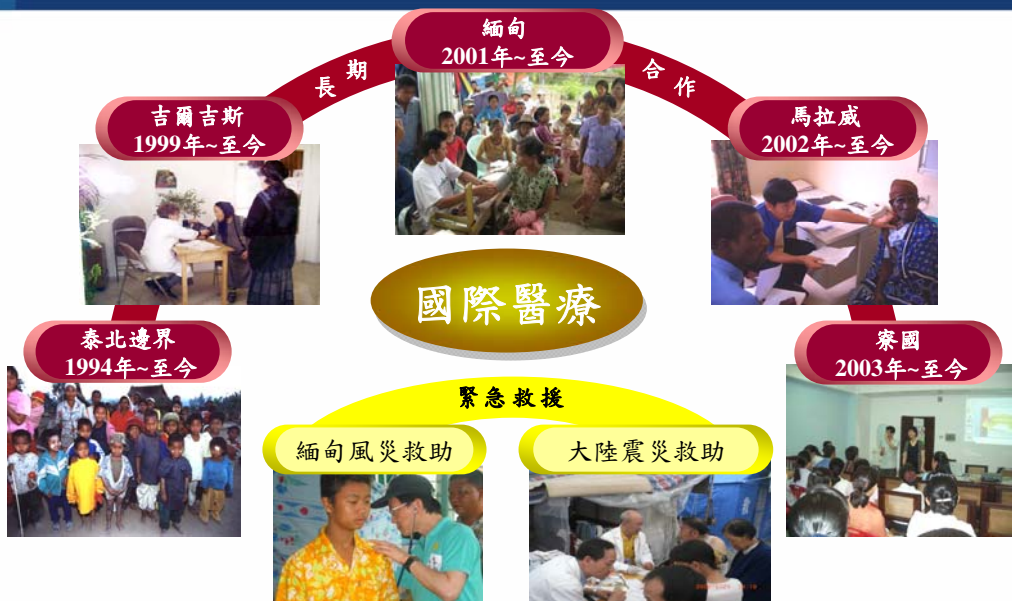 緬甸
2001年~至今
長期
合作
吉爾吉斯
1999年~至今
馬拉威
2002年~至今
國際醫療
泰北邊界
1994年~至今
寮國
2003年~至今
緊急救援
緬甸風災救助
大陸震災救助